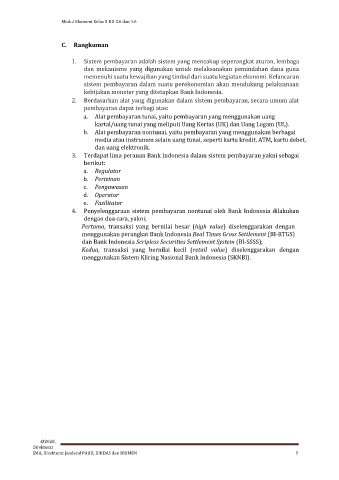 Modul Ekonomi Kelas X KD 3.6 dan 4.6
C. Rangkuman
1. Sistem pembayaran adalah sistem yang mencakup seperangkat aturan, lembaga
dan mekanisme yang digunakan untuk melaksanakan pemindahan dana guna
memenuhi suatu kewajiban yang timbul dari suatu kegiatan ekonomi. Kelancaran
sistem pembayaran dalam suatu perekonomian akan mendukung pelaksanaan
kebijakan moneter yang ditetapkan Bank Indonesia.
2. Berdasarkan alat yang digunakan dalam sistem pembayaran, secara umum alat
pembayaran dapat terbagi atas:
a. Alat pembayaran tunai, yaitu pembayaran yang menggunakan uang
kartal/uang tunai yang meliputi Uang Kertas (UK) dan Uang Logam (UL).
b. Alat pembayaran nontunai, yaitu pembayaran yang menggunakan berbagai
media atau instrumen selain uang tunai, seperti kartu kredit, ATM, kartu debet,
dan uang elektronik.
3. Terdapat lima peranan Bank Indonesia dalam sistem pembayaran yakni sebagai
berikut:
a. Regulator
b. Perizinan
c. Pengawasan
d. Operator
e. Fasilitator
4. Penyelenggaraan sistem pembayaran nontunai oleh Bank Indonesia dilakukan
dengan dua cara, yakni;
Pertama, transaksi yang bernilai besar (high value) diselenggarakan dengan
menggunakan perangkat Bank Indonesia Real Times Gross Settlement (BI-RTGS)
dan Bank Indonesia Scripless Securities Settlement System (BI-SSSS);
Kedua, transaksi yang bernilai kecil (retail value) diselenggarakan dengan
menggunakan Sistem Kliring Nasional Bank Indonesia (SKNBI).
@2020,
Direktorat
SMA, Direktorat Jenderal PAUD, DIKDAS dan DIKMEN 9